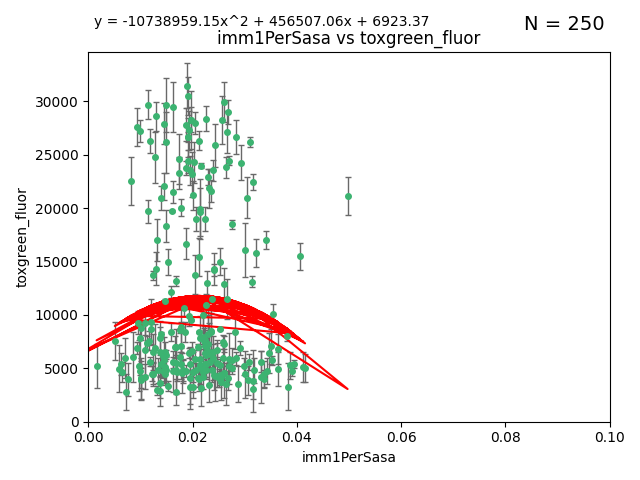 y = -10738959.15x^2 + 456507.06x + 6923.37
N = 250
imm1PerSasa vs toxgreen_fluor
30000
25000
20000
15000
10000
5000
0
toxgreen_fluor
0.00 0.02 0.04 0.06 0.08 0.10
imm1PerSasa